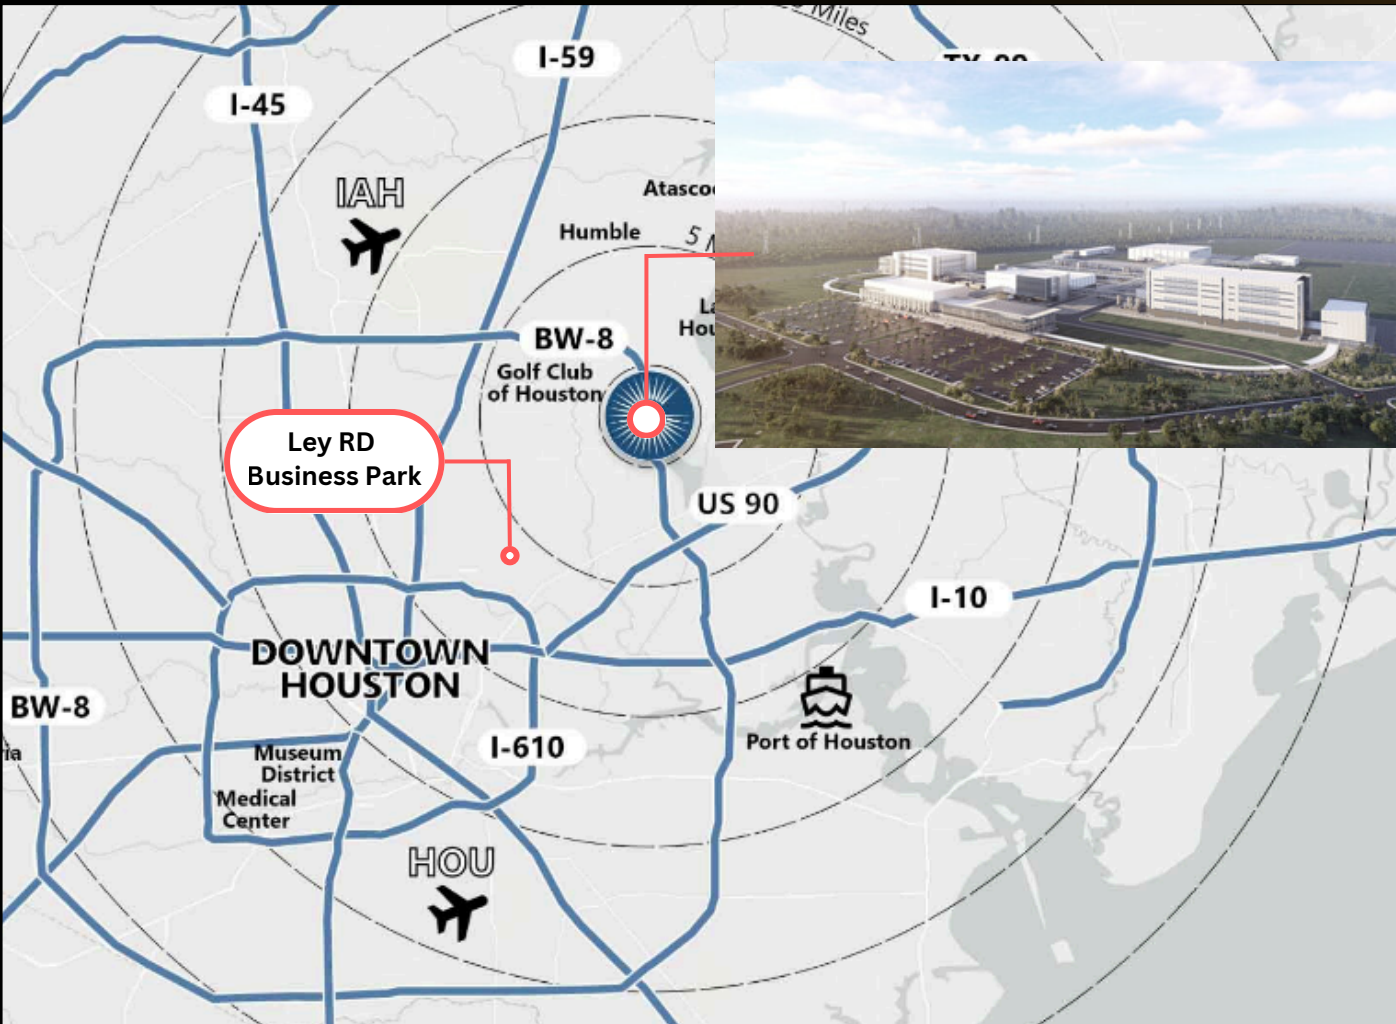 Miles
I-59
TX-99
I-45
IAH
Humble
5
BW-8
Golf Club
of Houston
Ley RD
Business Park
US 90
I-10
DOWNTOWN
HOUSTON
BW-8
I-610
Port of Houston
Museum
District
Medical
Center
HOU